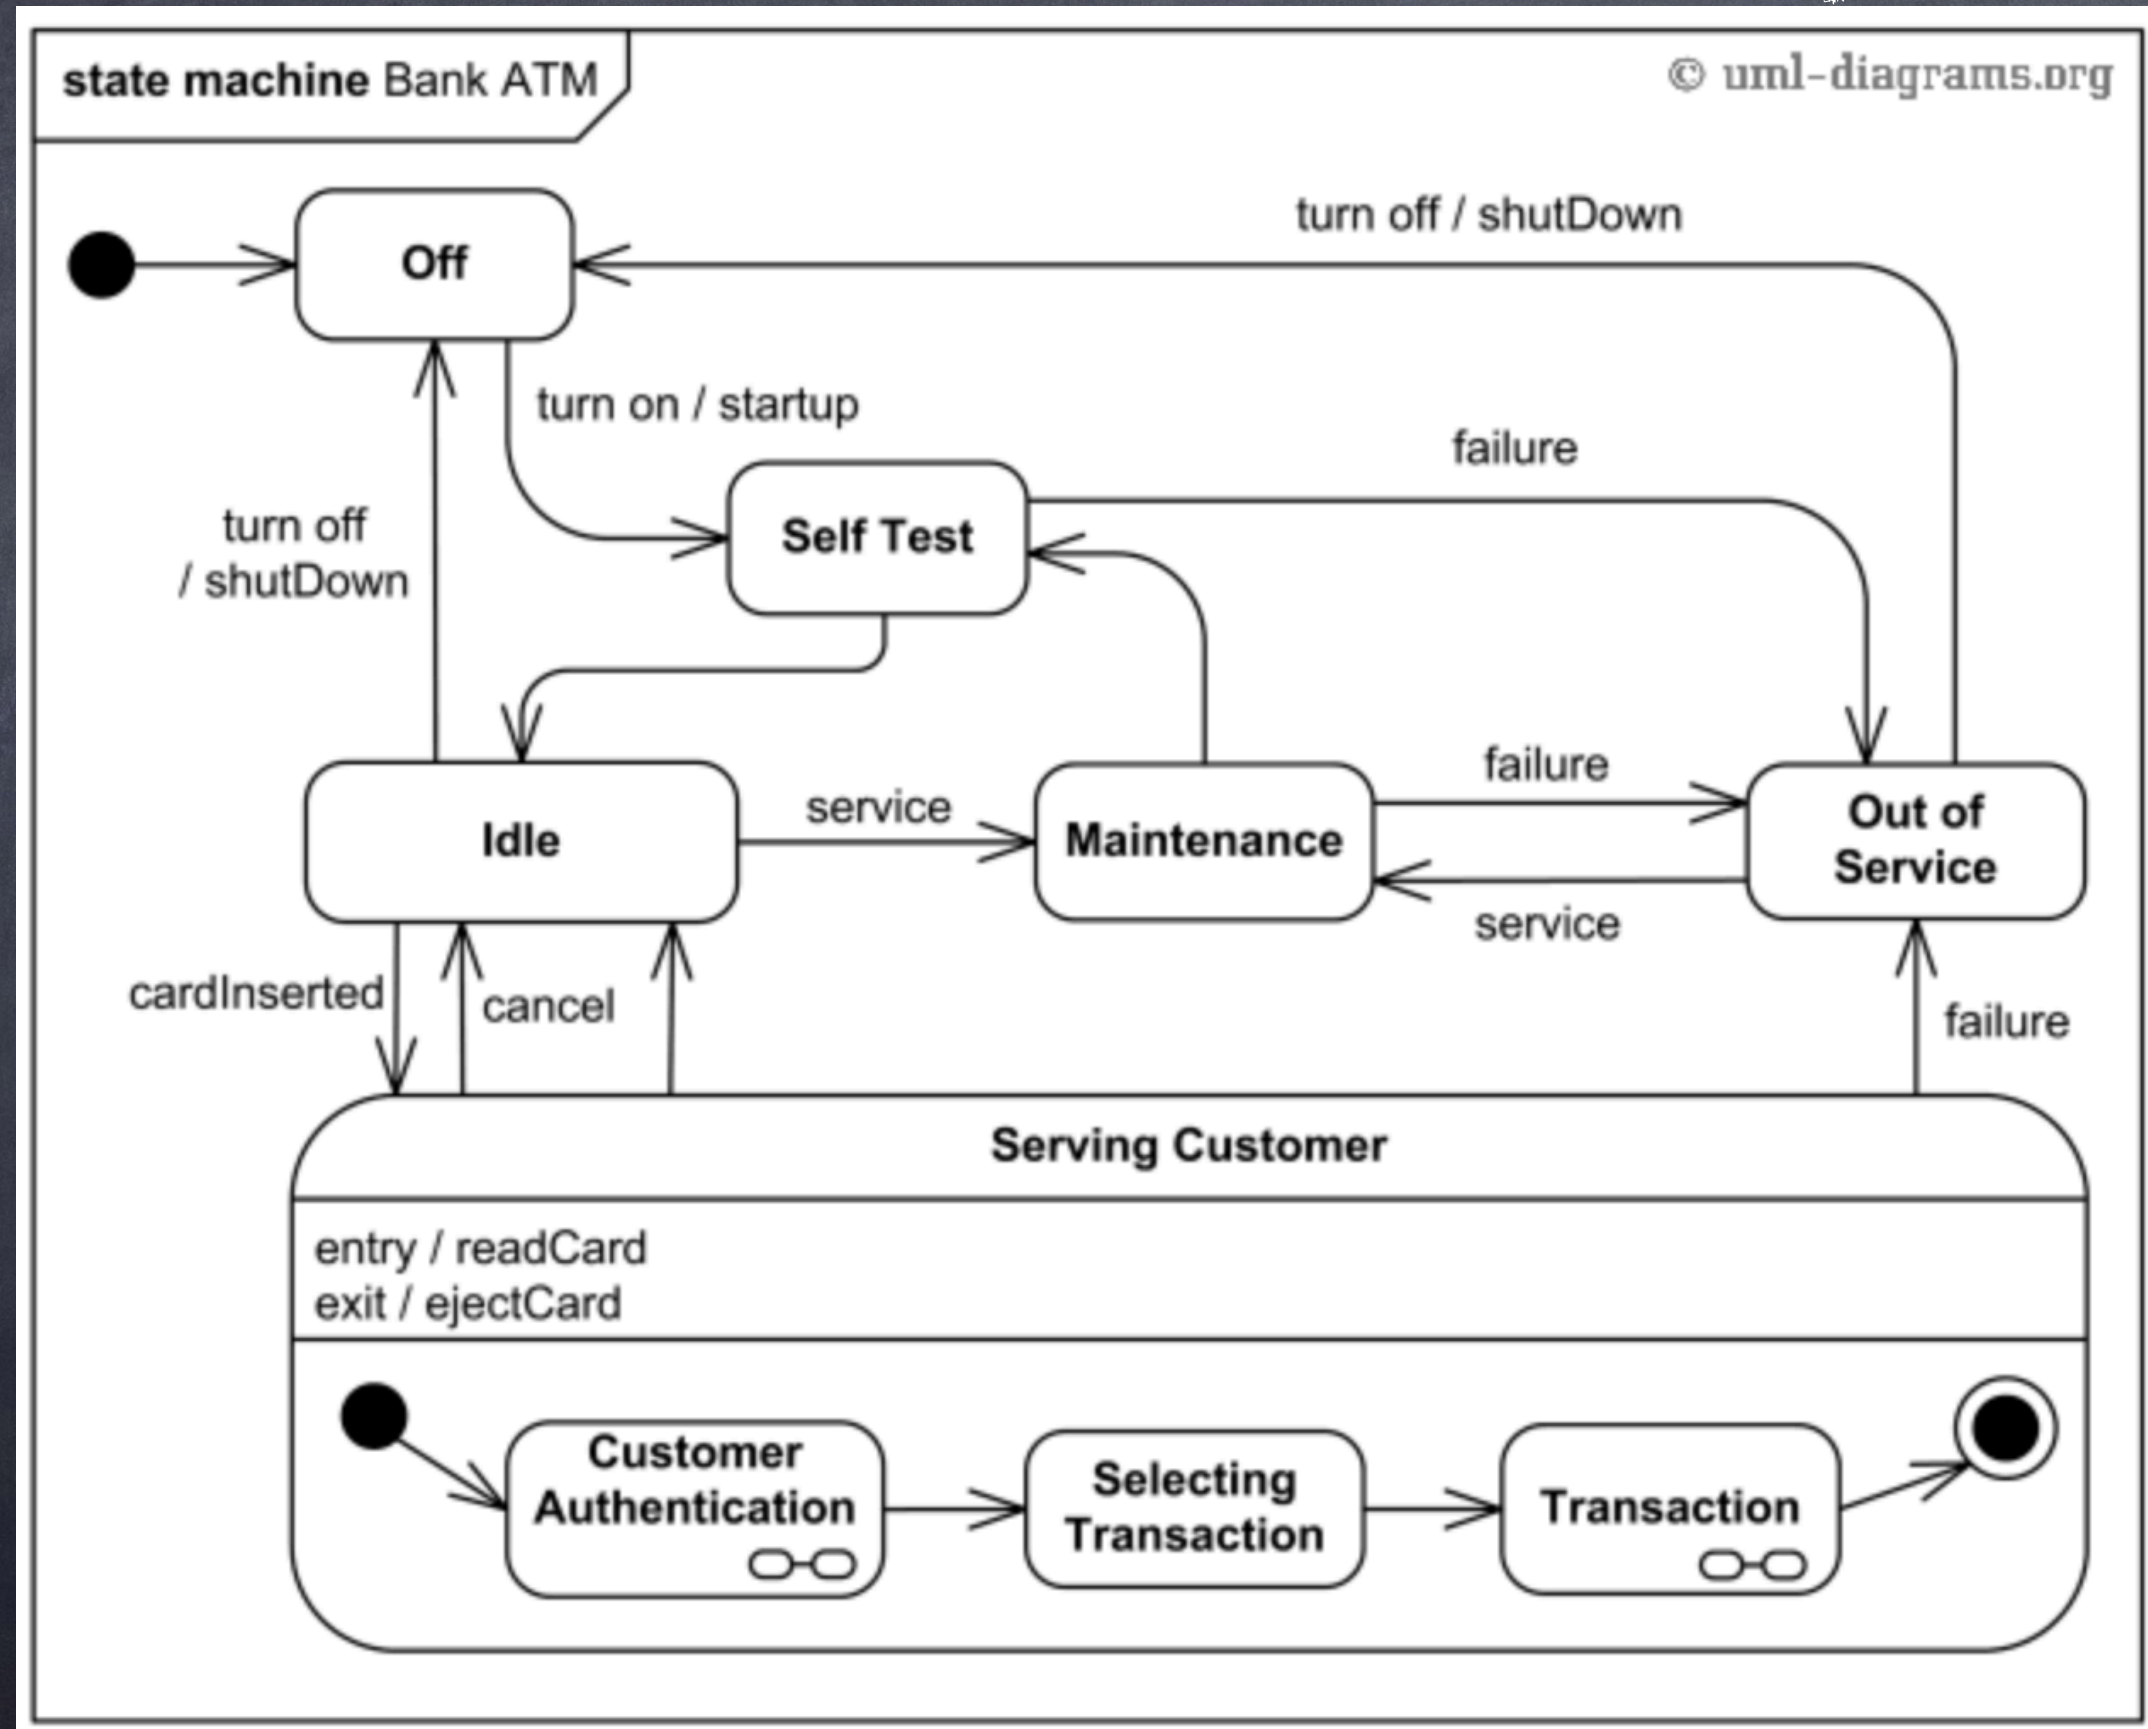 state machine Bank ATM
© uml-diagrams.org
Off
turn off / shutDown
turn on / startup
failure
turn off
/ shutDown
Self Test
Idle
service
Maintenance
failure
service
Out of
Service
cardInserted
cancel
failure
Serving Customer
entry / readCard
exit / ejectCard
Customer
Authentication
Selecting
Transaction
Transaction